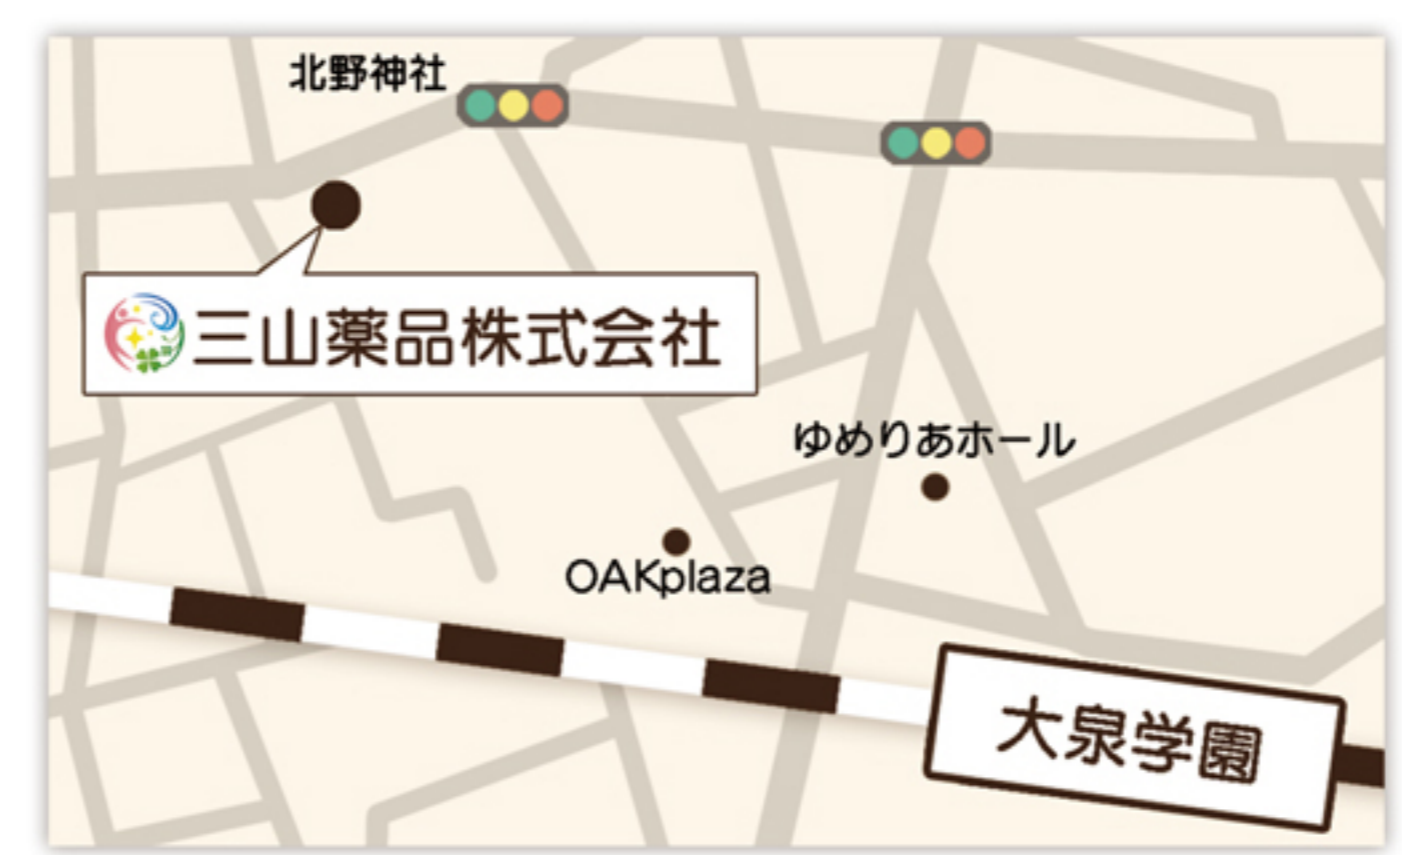 北野神社
三山薬品株式会社
ゆめりあホール
OAKplaza
大泉学園